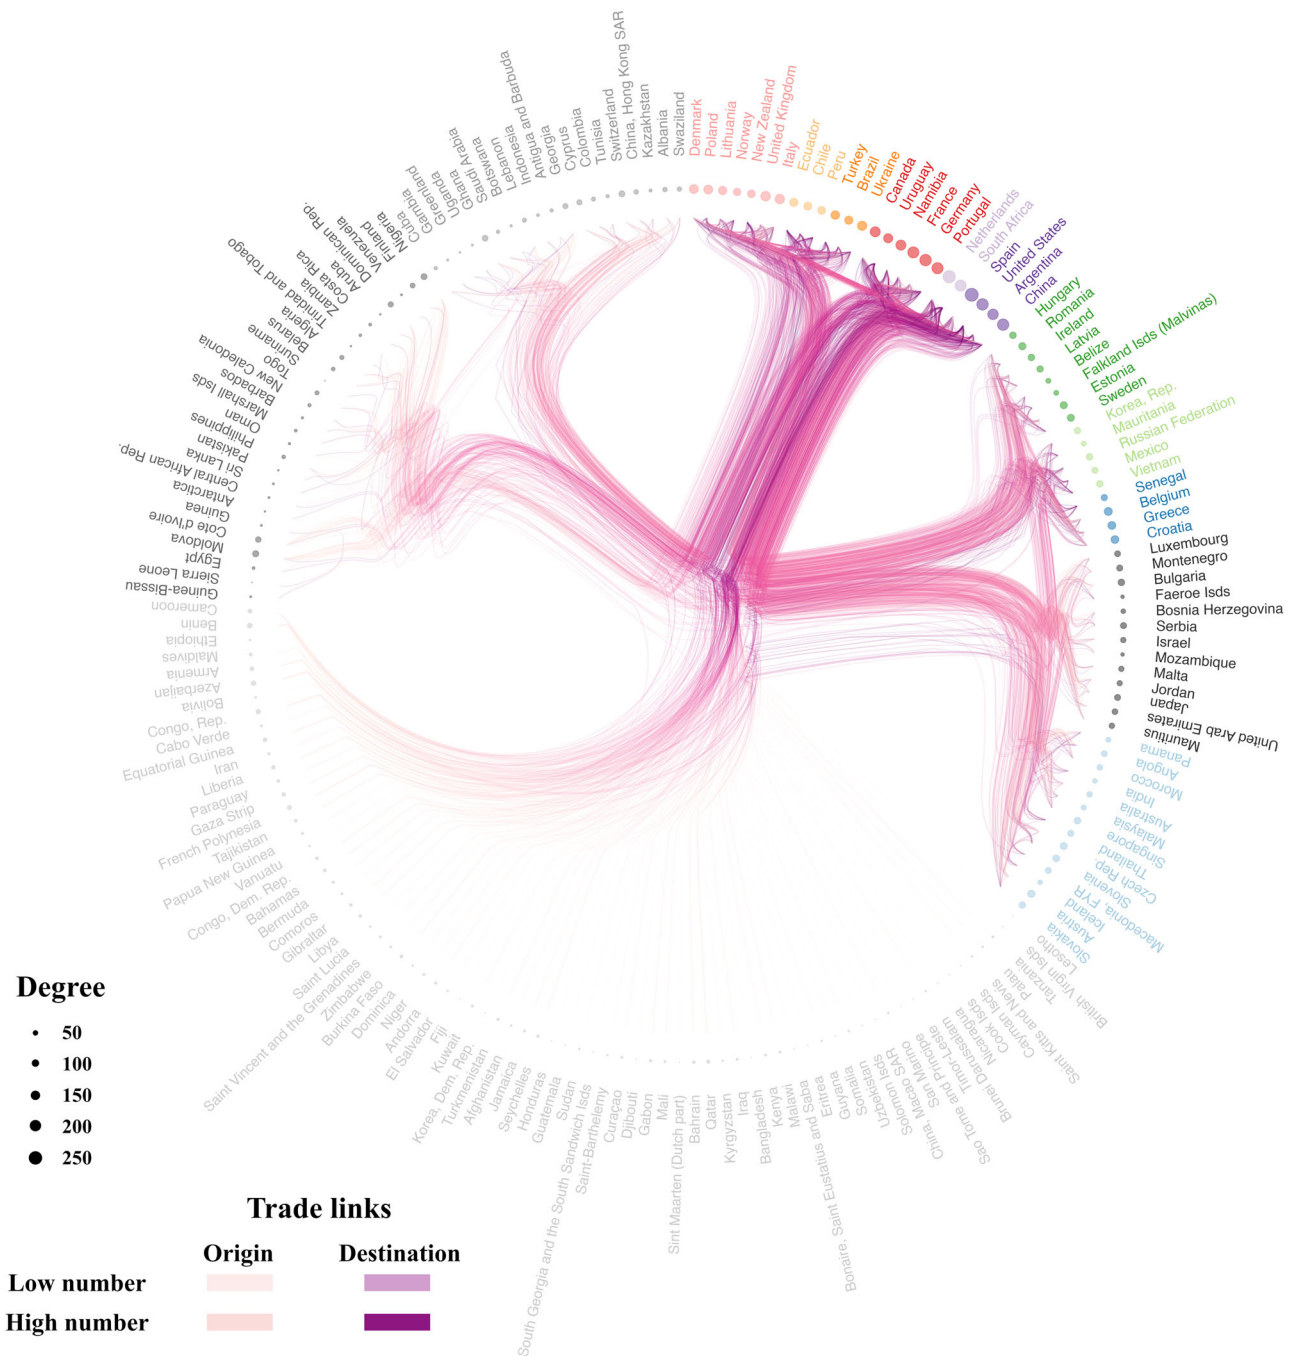 Denmark
Poland
Lithuania
Norway
New Zealand
United Kingdom
Italy
Ecuador
Chile
Peru
Turkey
Brazil
Ukraine
Canada
Uruguay
Namibia
France
Germany
Portugal
Netherlands
South Africa
Spain
United States
Argentina
China
Hungary
Romania
Ireland
Latvia
Belize
Falkland Isds (Malvinas)
Estonia
Sweden
Korea, Rep.
Mauritania
Russian Federation
Mexico
Vietnam
Senegal
Belgium
Greece
Croatia
Luxembourg
Montenegro
Bulgaria
Faeroe Isds
Bosnia Herzegovina
Serbia
Israel
Mozambique
Malta
Jordan
Japan
United Arab Emirates
Mauritius
Panama
Angola
Morocco
India
Australia
Malaysia
Singapore
Thailand
Czech Rep.
Slovenia
Macedonia, FYR
Iceland
Austria
Slovakia
Lesotho
British Virgin Isds
Tanzania
Palau
Saint Kitts and Nevis
Cayman Isds
Cook Isds
Nicaragua
Brunei Darussalam
Timor-Leste
Sao Tome and Principe
San Marino
China, Macao SAR
Solomon Isds
Uzbekistan
Somalia
Guyana
Eritrea
Bonaire, Saint Eustatius and Saba
Malawi
Kenya
Bangladesh
Iraq
Kyrgyzstan
Qatar
Bahrain
Sint Maarten (Dutch part)
Mali
Gabon
Djibouti
Curaçao
Saint-Barthelemy
South Georgia and the South Sandwich Isds
Sudan
Guatemala
Honduras
Seychelles
Jamaica
Afghanistan
Turkmenistan
Korea, Dem. Rep.
Kuwait
Fiji
El Salvador
Andorra
Niger
Dominica
Burkina Faso
Zimbabwe
Saint Vincent and the Grenadines
Saint Lucia
Libya
Gibraltar
Comoros
Bermuda
Bahamas
Congo, Dem. Rep.
Vanuatu
Papua New Guinea
Tajikistan
French Polynesia
Gaza Strip
Paraguay
Liberia
Iran
Equatorial Guinea
Cabo Verde
Congo, Rep.
Bolivia
Azerbaijan
Armenia
Maldives
Ethiopia
Benin
Cameroon
Guinea-Bissau
Sierra Leone
Egypt
Moldova
Cote d'Ivoire
Guinea
Antarctica
Central African Rep.
Sri Lanka
Pakistan
Philippines
Oman
Marshall Isds
Barbados
New Caledonia
Togo
Suriname
Belarus
Algeria
Trinidad and Tobago
Zambia
Costa Rica
Aruba
Dominican Rep.
Venezuela
Finland
Nigeria
Cuba
Gambia
Greenland
Uganda
Ghana
Saudi Arabia
Botswana
Lebanon
Indonesia
Antigua and Barbuda
Georgia
Cyprus
Colombia
Tunisia
Switzerland
China, Hong Kong SAR
Kazakhstan
Albania
Swaziland
Degree
50
100
150
200
250
Trade links
Origin Destination
Low number
High number